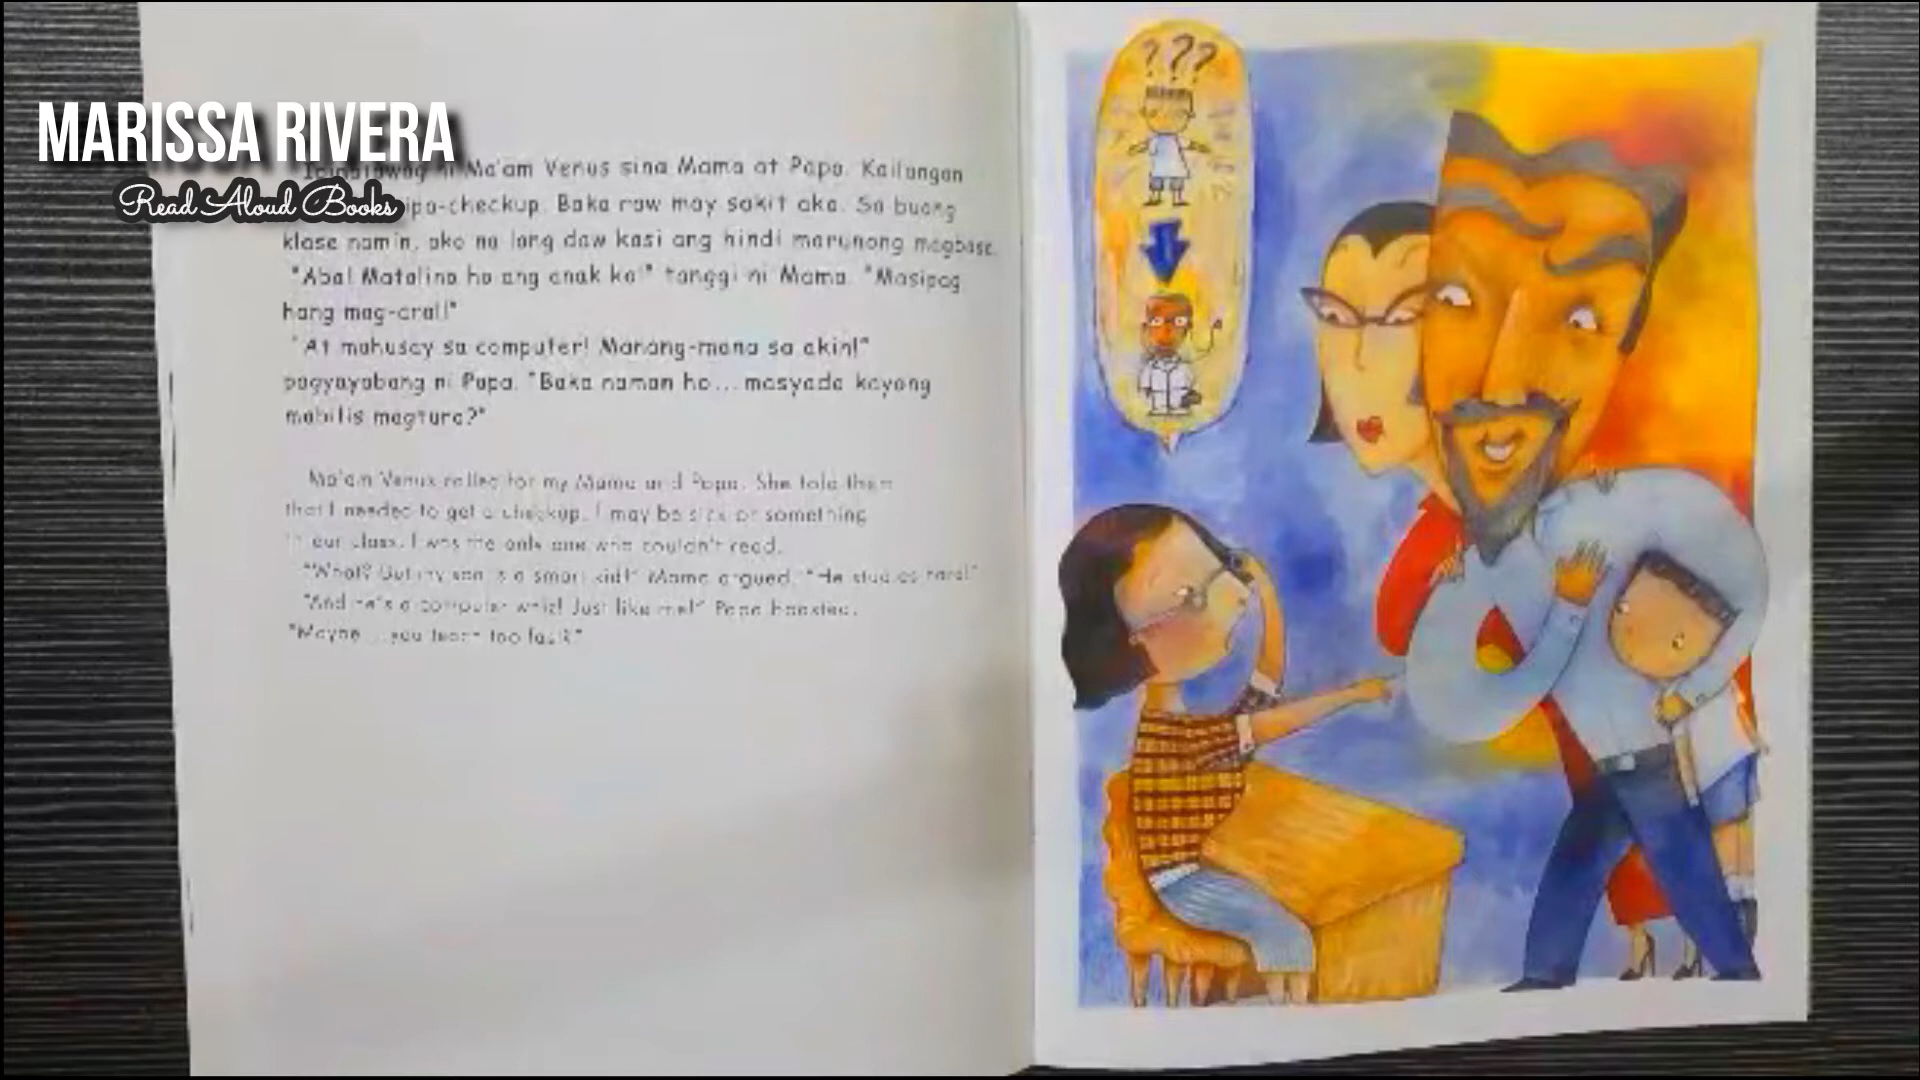 MARISSA RIVERA
Read Aloud Books
Ma'am Venus sina Mama at Papa. Kailangan
ipa-checkup. Baka raw may sakit ako. Sa buong
klase namin, ako na lang daw kasi ang hindi marunong magbasa.
"Aba! Matalino ho ang anak ko!" tanggi ni Mama. "Masipag
hang mag-aral!"
"At mahusay sa computer! Manang-mana sa akin!"
pagyayabang ni Papa. "Baka naman ho... masyado kayong
mabilis magturo?"
Ma'am Venus called for my Mama and Papa. She told them
that I needed to get a checkup. I may be sick or something
In our class, I was the only one who couldn't read.
"What? But my son is a smart kid!" Mama argued. "He studies hard!"
"And he's a computer whiz! Just like me!" Papa boasted.
"Maybe... you teach too fast?"
???